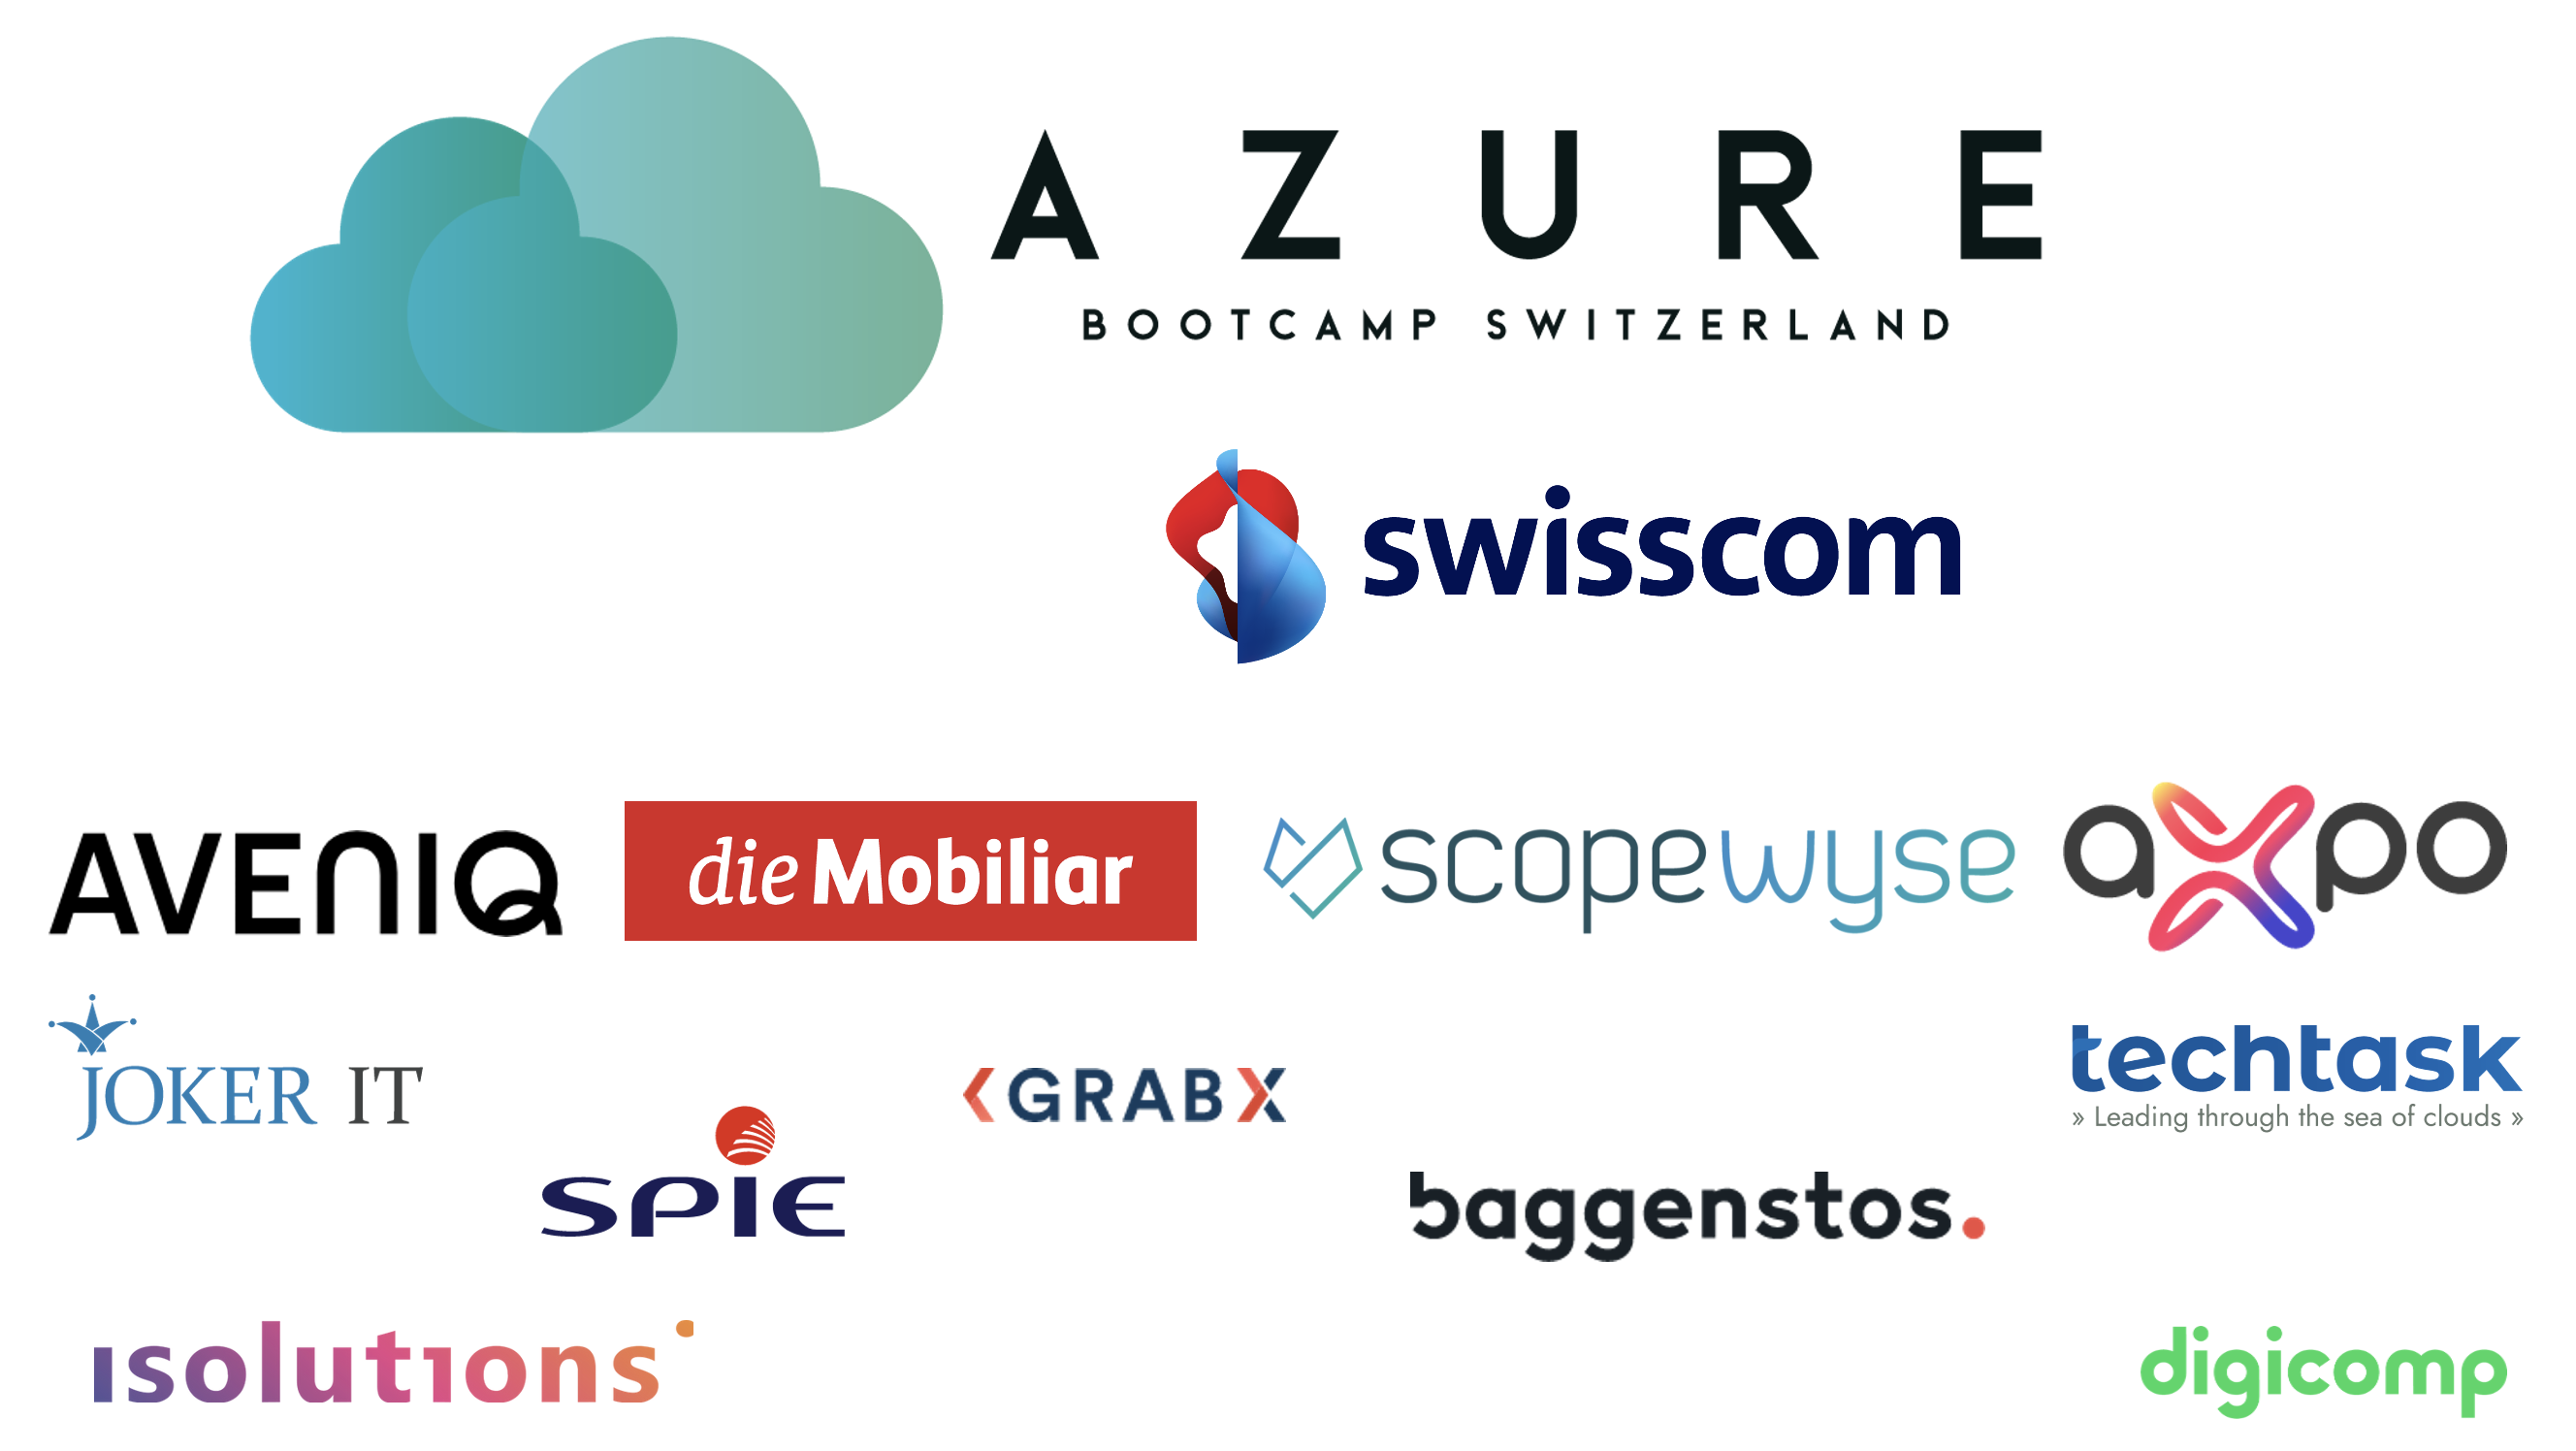 AZURE
BOOTCAMP SWITZERLAND
swisscom
AVENIQ
die Mobiliar
scopewyse
axpo
JOKER IT
GRABX
techtask
» Leading through the sea of clouds »
SPIE
baggenstos.
isolutions
digicomp